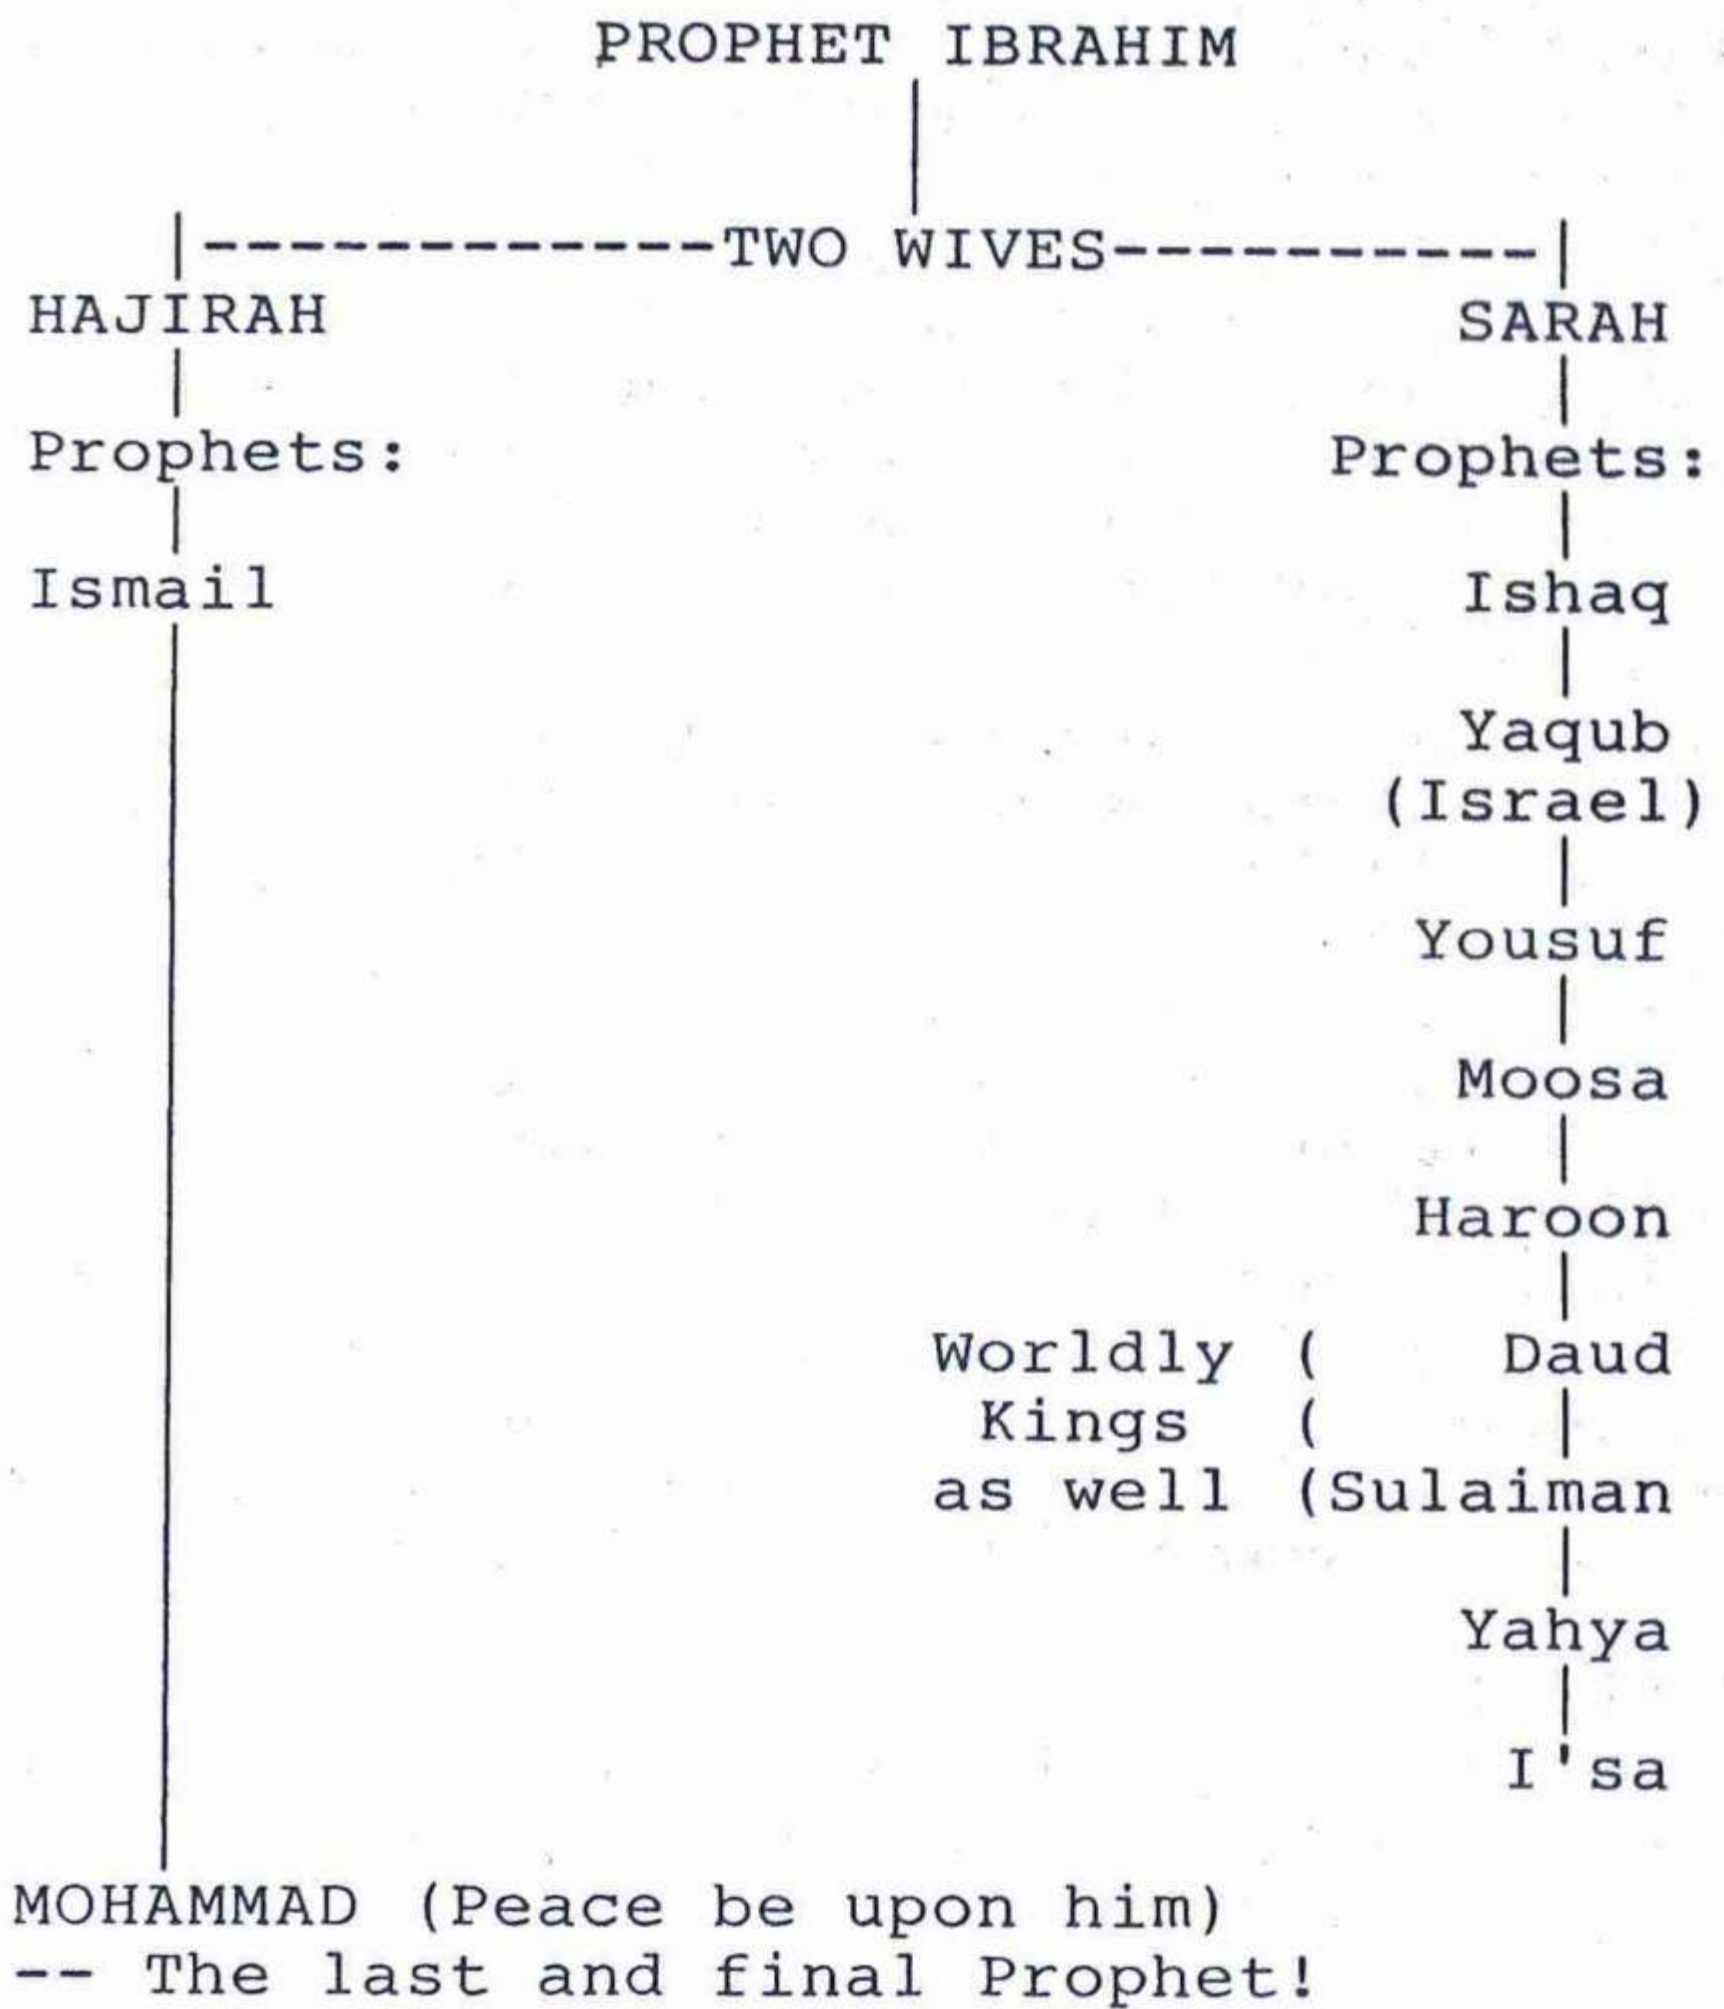 PROPHET IBRAHIM
|-------------TWO WIVES-----------|
HAJIRAH SARAH
Prophets: Prophets:
Ismail Ishaq
Yaqub
(Israel)
Yousuf
Moosa
Haroon
Worldly ( Daud
Kings (
as well (Sulaiman
Yahya
I'sa
MOHAMMAD (Peace be upon him)
-- The last and final Prophet!